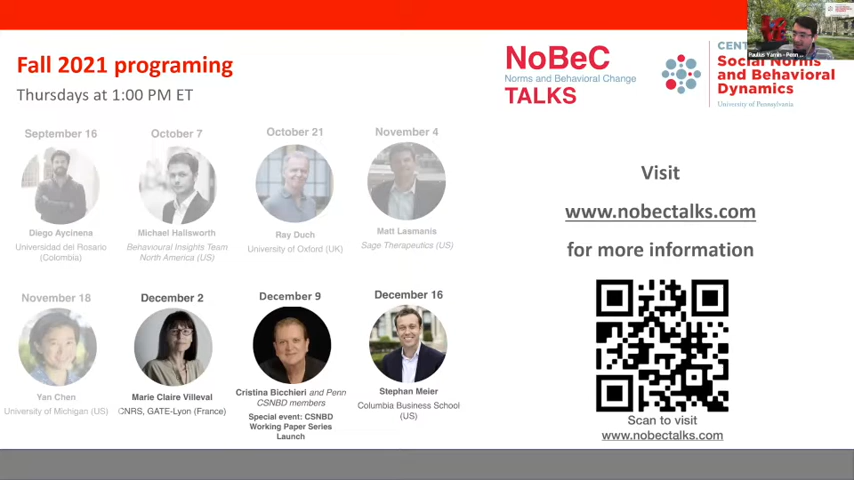 Fall 2021 programing
Thursdays at 1:00 PM ET
NoBeC
Norms and Behavioral Change
TALKS
CENT
Social Norms
and Behavioral
Dynamics
University of Pennsylvania
Paulius Yamin - Penn ...
September 16
Diego Aycinena
Universidad del Rosario
(Colombia)
October 7
Michael Hallsworth
Behavioural Insights Team
North America (US)
October 21
Ray Duch
University of Oxford (UK)
November 4
Matt Lasmanis
Sage Therapeutics (US)
November 18
Yan Chen
University of Michigan (US)
December 2
Marie Claire Villeval
CNRS, GATE-Lyon (France)
December 9
Cristina Bicchieri and Penn
CSNBD members
Special event: CSNBD
Working Paper Series
Launch
December 16
Stephan Meier
Columbia Business School
(US)
Visit
www.nobectalks.com
for more information
Scan to visit
www.nobectalks.com